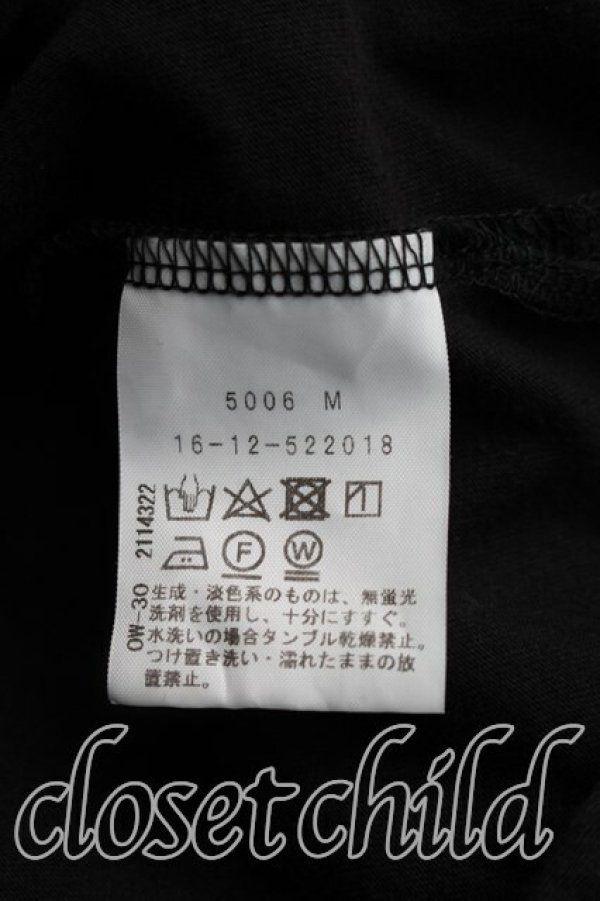 5006 M
16-12-522018
2114322
F W
OW-30
生成・淡色系のものは、無蛍光
洗剤を使用し、十分にすすぐ。
水洗いの場合タンブル乾燥禁止。
つけ置き洗い・濡れたままの放
置禁止。
closet child